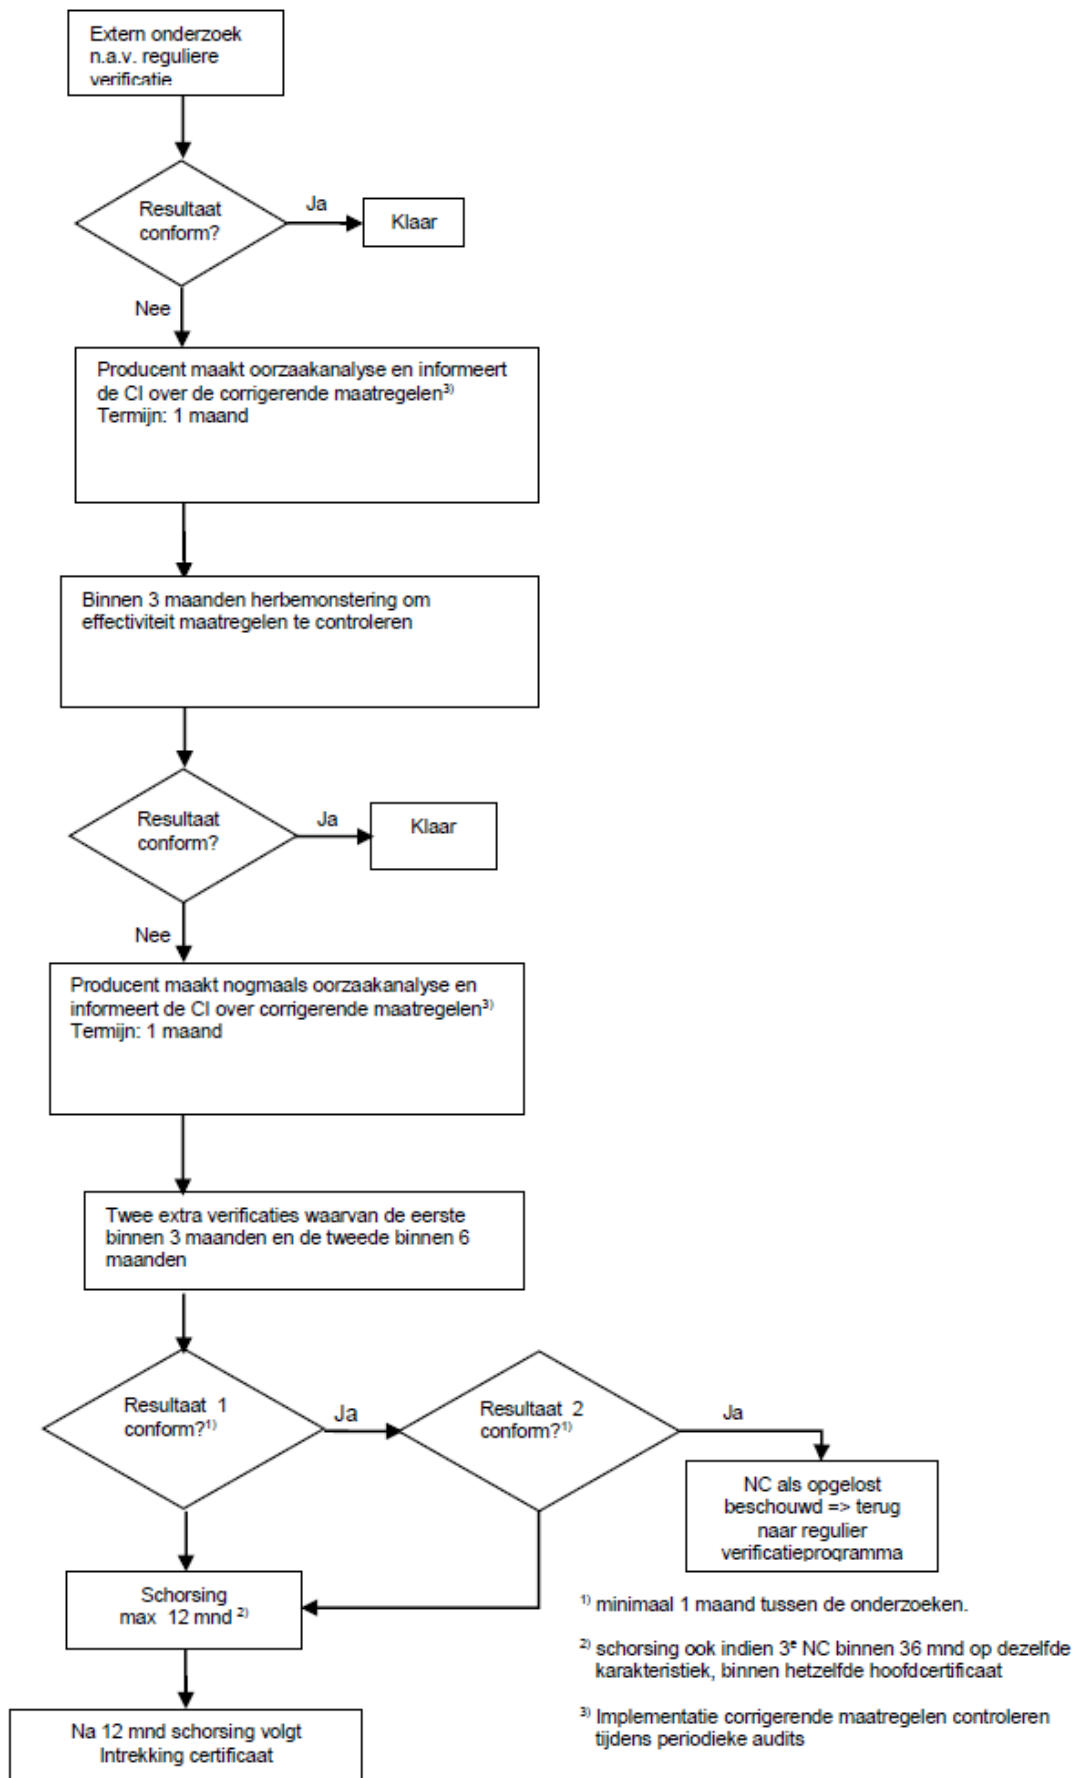 Extern onderzoek
n.a.v. reguliere
verificatie
Resultaat
conform?
Ja
Klaar
Nee
Producent maakt oorzaakanalyse en informeert
de CI over de corrigerende maatregelen³⁾
Termijn: 1 maand
Binnen 3 maanden herbemonstering om
effectiviteit maatregelen te controleren
Resultaat
conform?
Ja
Klaar
Nee
Producent maakt nogmaals oorzaakanalyse en
informeert de CI over corrigerende maatregelen³⁾
Termijn: 1 maand
Twee extra verificaties waarvan de eerste
binnen 3 maanden en de tweede binnen 6
maanden
Resultaat 1
conform?¹⁾
Ja
Resultaat 2
conform?¹⁾
Ja
NC als opgelost
beschouwd => terug
naar regulier
verificatieprogramma
Schorsing
max 12 mnd ²⁾
Na 12 mnd schorsing volgt
Intrekking certificaat
¹⁾ minimaal 1 maand tussen de onderzoeken.
²⁾ schorsing ook indien 3ᵉ NC binnen 36 mnd op dezelfde
karakteristiek, binnen hetzelfde hoofdcertificaat
³⁾ Implementatie corrigerende maatregelen controleren
tijdens periodieke audits